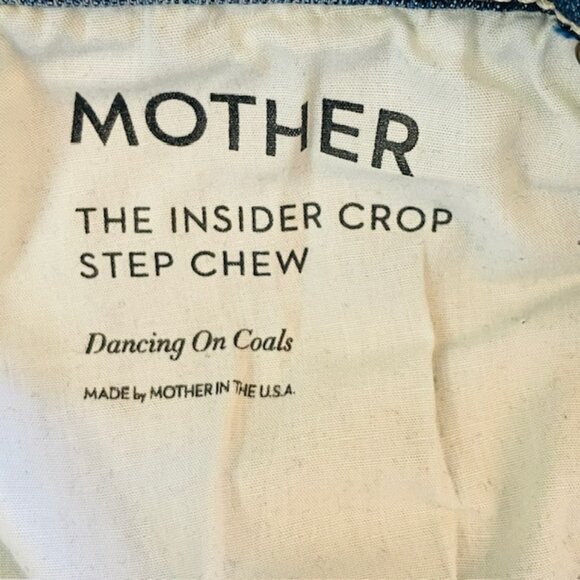 MOTHER
THE INSIDER CROP
STEP CHEW
Dancing On Coals
MADE by MOTHER IN THE U.S.A.